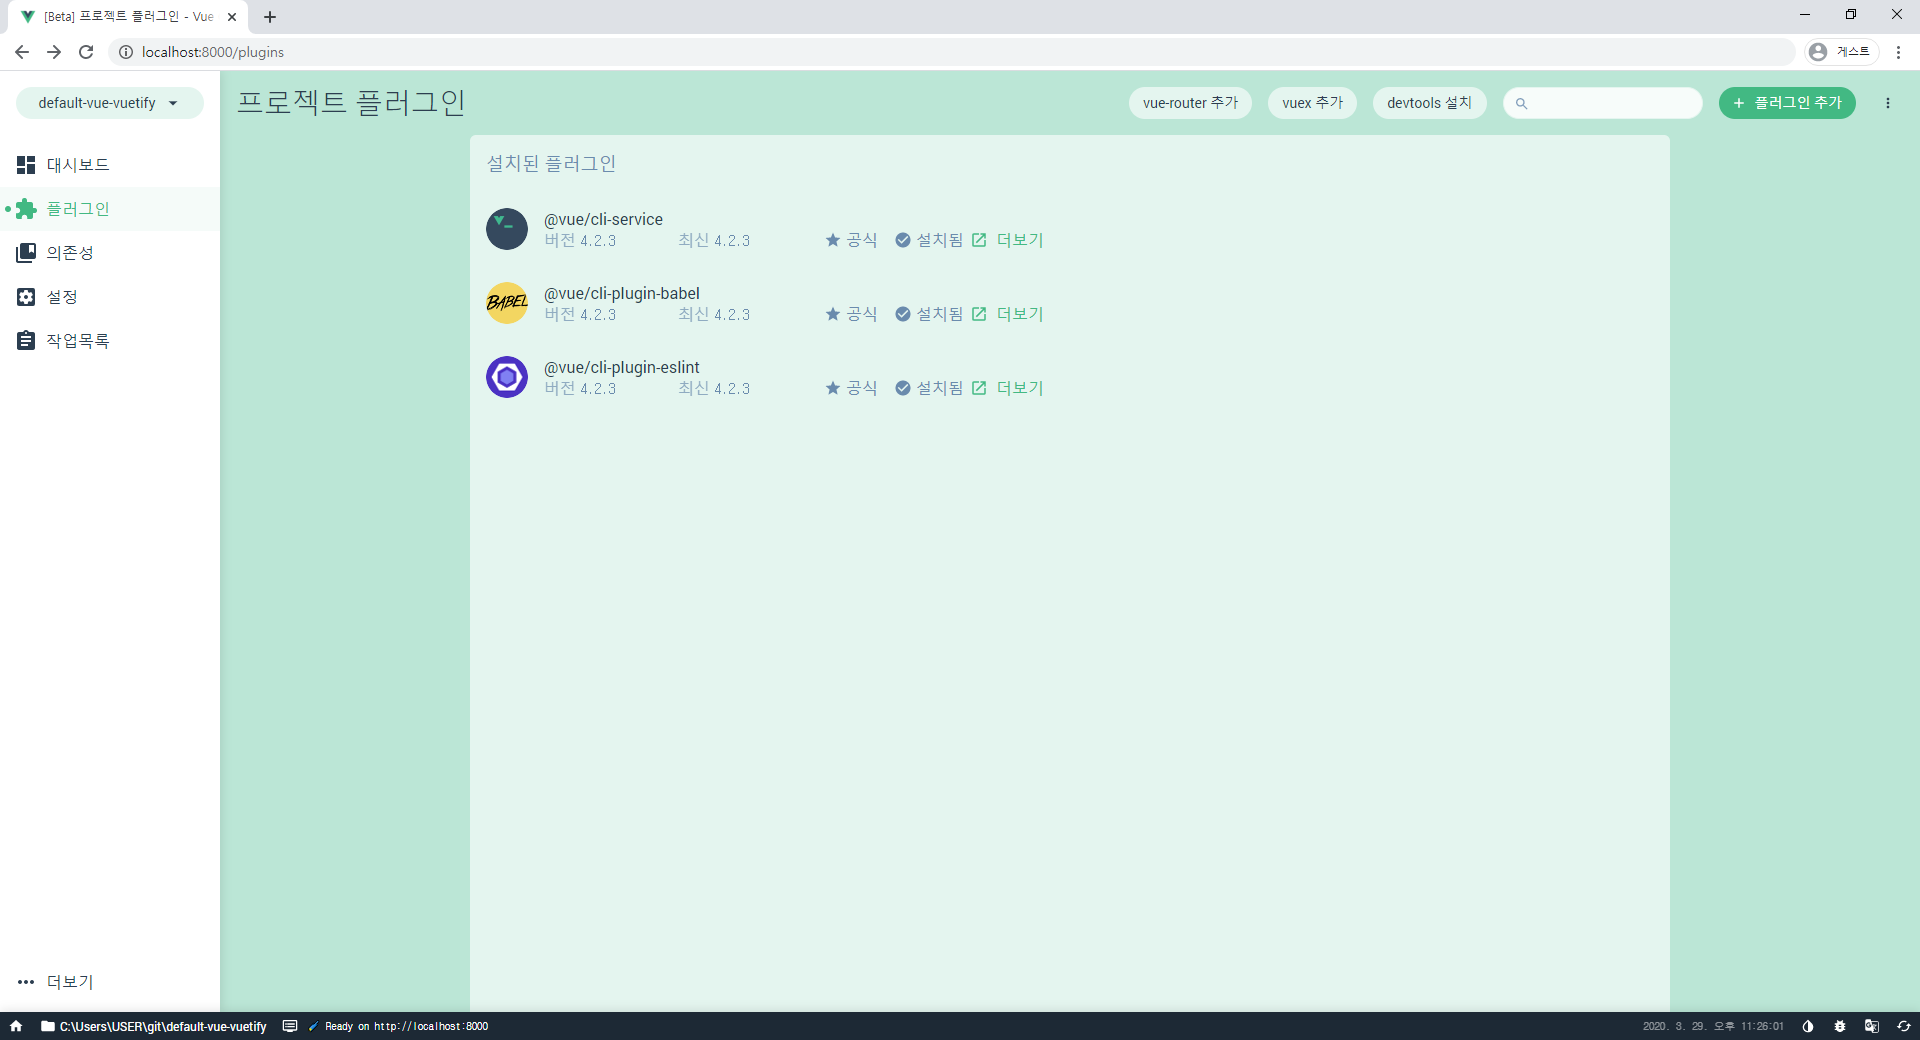 [Beta] 프로젝트 플러그인 - Vue
localhost:8000/plugins
게스트
default-vue-vuetify
프로젝트 플러그인
vue-router 추가
vuex 추가
devtools 설치
+ 플러그인 추가
대시보드
플러그인
의존성
설정
작업목록
더보기
설치된 플러그인
@vue/cli-service
버전 4.2.3 최신 4.2.3 공식 설치됨 더보기
BABEL
@vue/cli-plugin-babel
버전 4.2.3 최신 4.2.3 공식 설치됨 더보기
@vue/cli-plugin-eslint
버전 4.2.3 최신 4.2.3 공식 설치됨 더보기
C:\Users\USER\git\default-vue-vuetify
Ready on http://localhost:8000
2020. 3. 29. 오후 11:26:01